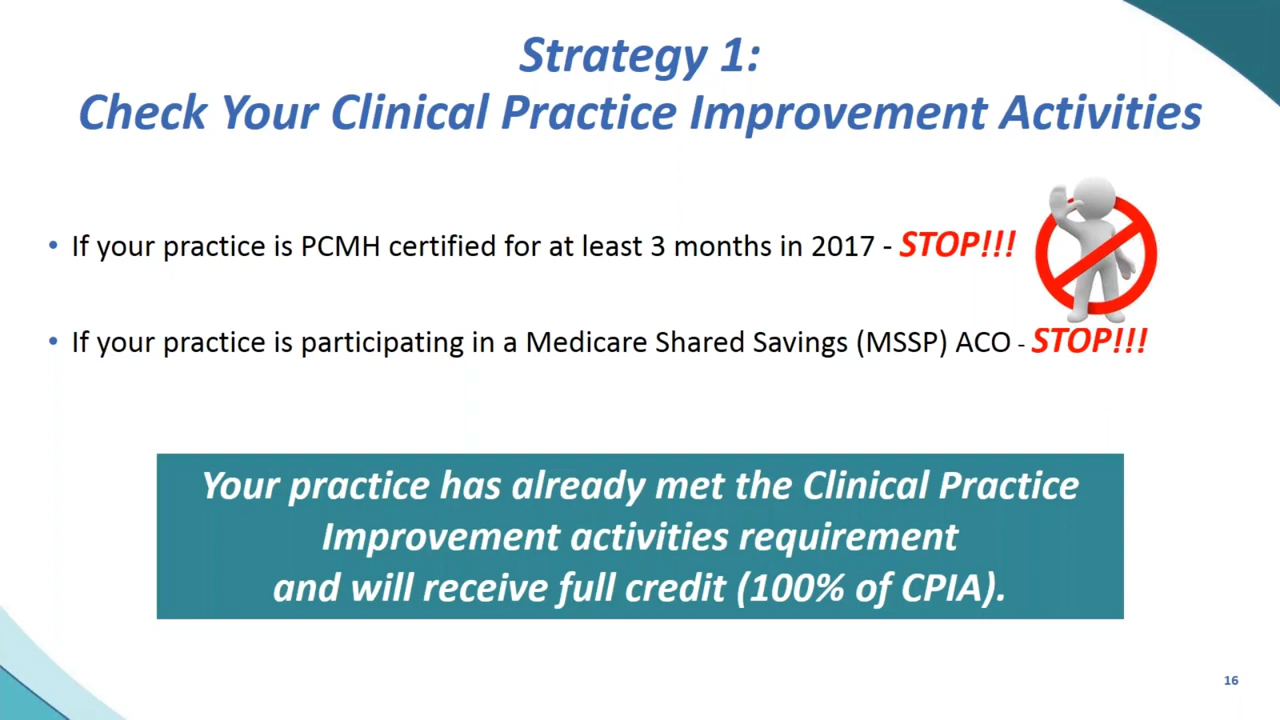 Strategy 1:
Check Your Clinical Practice Improvement Activities
• If your practice is PCMH certified for at least 3 months in 2017 - STOP!!!
• If your practice is participating in a Medicare Shared Savings (MSSP) ACO - STOP!!!
Your practice has already met the Clinical Practice
Improvement activities requirement
and will receive full credit (100% of CPIA).
16